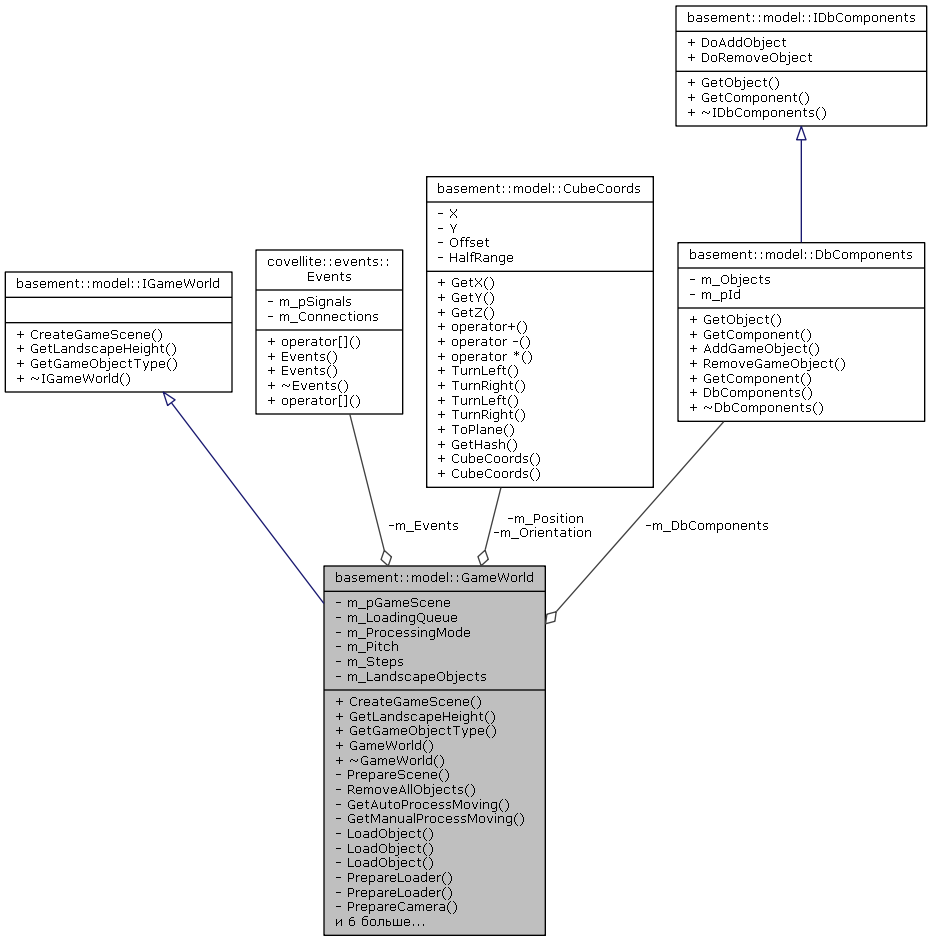 basement::model::IDbComponents
+ DoAddObject
+ DoRemoveObject
+ GetObject()
+ GetComponent()
+ ~IDbComponents()
basement::model::CubeCoords
- X
- Y
- Offset
- HalfRange
+ GetX()
+ GetY()
+ GetZ()
+ operator+()
+ operator -()
+ operator *()
+ TurnLeft()
+ TurnRight()
+ TurnLeft()
+ TurnRight()
+ ToPlane()
+ GetHash()
+ CubeCoords()
+ CubeCoords()
basement::model::DbComponents
- m_Objects
- m_pId
+ GetObject()
+ GetComponent()
+ AddGameObject()
+ RemoveGameObject()
+ GetComponent()
+ DbComponents()
+ ~DbComponents()
covellite::events::
Events
- m_pSignals
- m_Connections
+ operator[]()
+ Events()
+ Events()
+ ~Events()
+ operator[]()
basement::model::IGameWorld
+ CreateGameScene()
+ GetLandscapeHeight()
+ GetGameObjectType()
+ ~IGameWorld()
-m_Events
-m_Position
-m_Orientation
-m_DbComponents
basement::model::GameWorld
- m_pGameScene
- m_LoadingQueue
- m_ProcessingMode
- m_Pitch
- m_Steps
- m_LandscapeObjects
+ CreateGameScene()
+ GetLandscapeHeight()
+ GetGameObjectType()
+ GameWorld()
+ ~GameWorld()
- PrepareScene()
- RemoveAllObjects()
- GetAutoProcessMoving()
- GetManualProcessMoving()
- LoadObject()
- LoadObject()
- LoadObject()
- PrepareLoader()
- PrepareLoader()
- PrepareCamera()
и 6 больше...